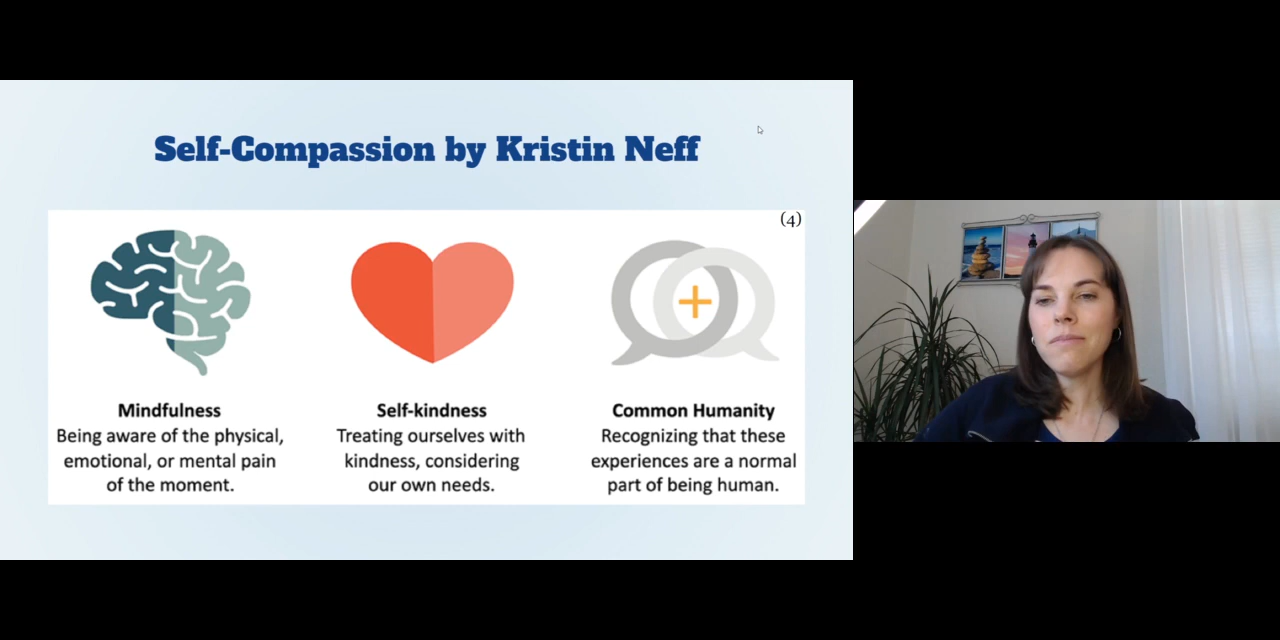 Self-Compassion by Kristin Neff
(4)
Mindfulness
Being aware of the physical,
emotional, or mental pain
of the moment.
Self-kindness
Treating ourselves with
kindness, considering
our own needs.
Common Humanity
Recognizing that these
experiences are a normal
part of being human.